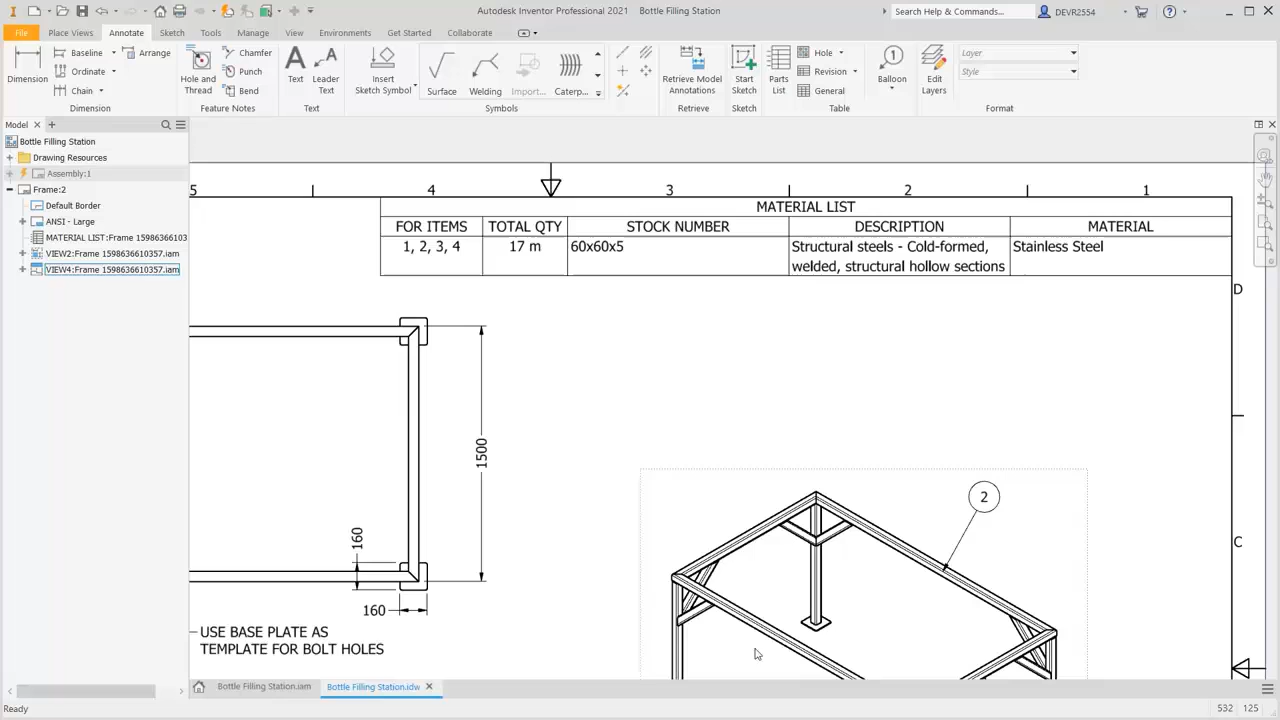 Autodesk Inventor Professional 2021 Bottle Filling Station
Search Help & Commands...
DEVR2554
File Place Views Annotate Sketch Tools Manage View Environments Get Started Collaborate
Dimension
Baseline
Ordinate
Chain
Arrange
Dimension
Hole and
Thread
Chamfer
Punch
Bend
Feature Notes
Text
Leader
Text
Text
Insert
Sketch Symbol
Surface
Welding
Import...
Caterp...
Symbols
Retrieve Model
Annotations
Retrieve
Start
Sketch
Sketch
Parts
List
Hole
Revision
General
Table
Balloon
Edit
Layers
Layer
Style
Format
Model
Bottle Filling Station
Drawing Resources
Assembly:1
Frame:2
Default Border
ANSI - Large
MATERIAL LIST:Frame 15986366103
VIEW2:Frame 1598636610357.iam
VIEW4:Frame 1598636610357.iam
5 4 3 2 1
MATERIAL LIST
FOR ITEMS TOTAL QTY STOCK NUMBER DESCRIPTION MATERIAL
1, 2, 3, 4 17 m 60x60x5 Structural steels - Cold-formed, Stainless Steel
welded, structural hollow sections
D
1500
2
160
C
160
USE BASE PLATE AS
TEMPLATE FOR BOLT HOLES
Bottle Filling Station.iam
Bottle Filling Station.idw
Ready
532 125